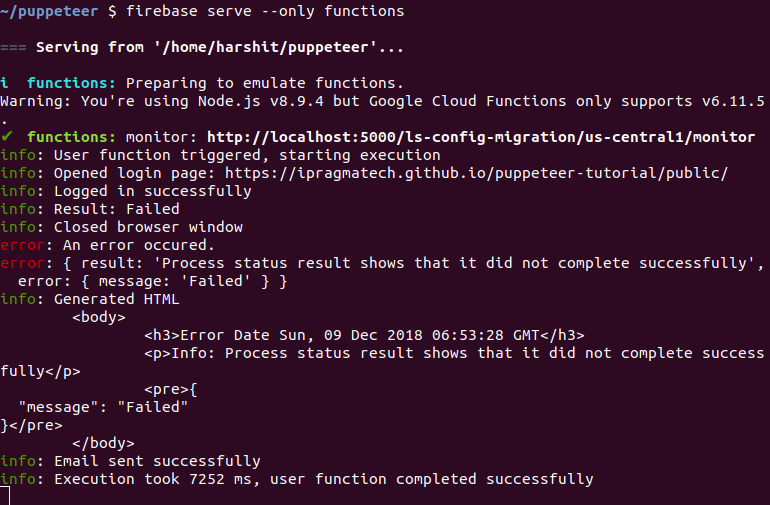 ~/puppeteer $ firebase serve --only functions
=== Serving from '/home/harshit/puppeteer'...
i  functions: Preparing to emulate functions.
Warning: You're using Node.js v8.9.4 but Google Cloud Functions only supports v6.11.5
.
✔ functions: monitor: http://localhost:5000/ls-config-migration/us-central1/monitor
info: User function triggered, starting execution
info: Opened login page: https://ipragmatech.github.io/puppeteer-tutorial/public/
info: Logged in successfully
info: Result: Failed
info: Closed browser window
error: An error occured.
error: { result: 'Process status result shows that it did not complete successfully',
  error: { message: 'Failed' } }
info: Generated HTML
        <body>
                <h3>Error Date Sun, 09 Dec 2018 06:53:28 GMT</h3>
                <p>Info: Process status result shows that it did not complete success
fully</p>
                <pre>{
  "message": "Failed"
}</pre>
        </body>
info: Email sent successfully
info: Execution took 7252 ms, user function completed successfully